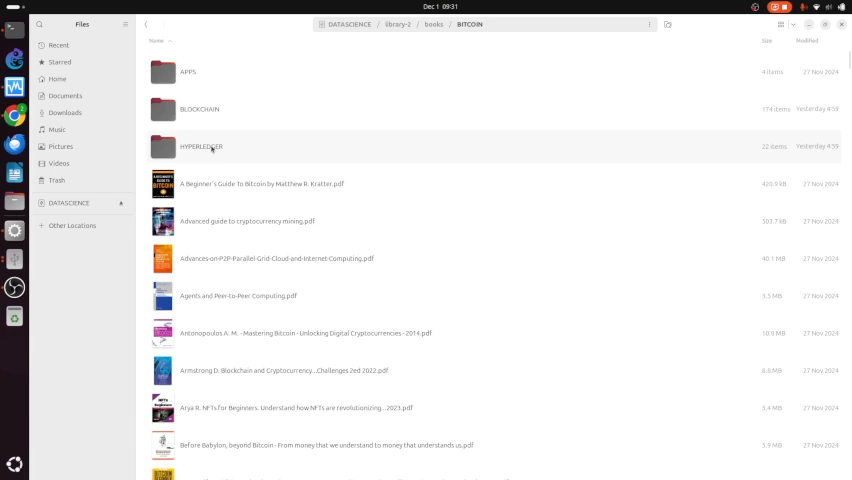 Dec 1 09:31
Files
DATASCIENCE / library-2 / books / BITCOIN
Name
Size
Modified
Recent
Starred
Home
Documents
Downloads
Music
Pictures
Videos
Trash
DATASCIENCE
+ Other Locations
APPS 4 items 27 Nov 2024
BLOCKCHAIN 174 items Yesterday 4:59
HYPERLEDGER 22 items Yesterday 4:59
A Beginner's Guide To Bitcoin by Matthew R. Kratter.pdf 420.9 kB 27 Nov 2024
Advanced guide to cryptocurrency mining.pdf 503.7 kB 27 Nov 2024
Advances-on-P2P-Parallel-Grid-Cloud-and-Internet-Computing.pdf 40.1 MB 27 Nov 2024
Agents and Peer-to-Peer Computing.pdf 3.5 MB 27 Nov 2024
Antonopoulos A. M. - Mastering Bitcoin - Unlocking Digital Cryptocurrencies - 2014.pdf 10.8 MB 27 Nov 2024
Armstrong D. Blockchain and Cryptocurrency...Challenges 2ed 2022.pdf 8.8 MB 27 Nov 2024
Arya R. NFTs for Beginners. Understand how NFTs are revolutionizing...2023.pdf 5.4 MB 27 Nov 2024
Before Babylon, beyond Bitcoin - From money that we understand to money that understands us.pdf 5.9 MB 27 Nov 2024